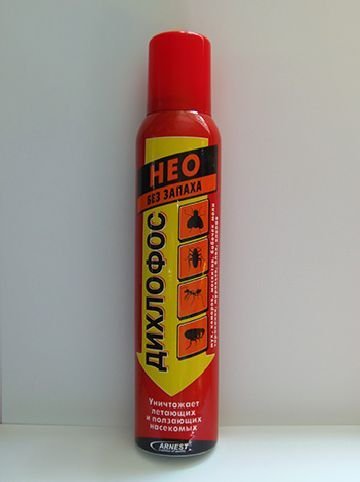 НЕО
БЕЗ ЗАПАХА
ДИХЛОФОС
Уничтожает
летающих
и ползающих
насекомых
ARNEST